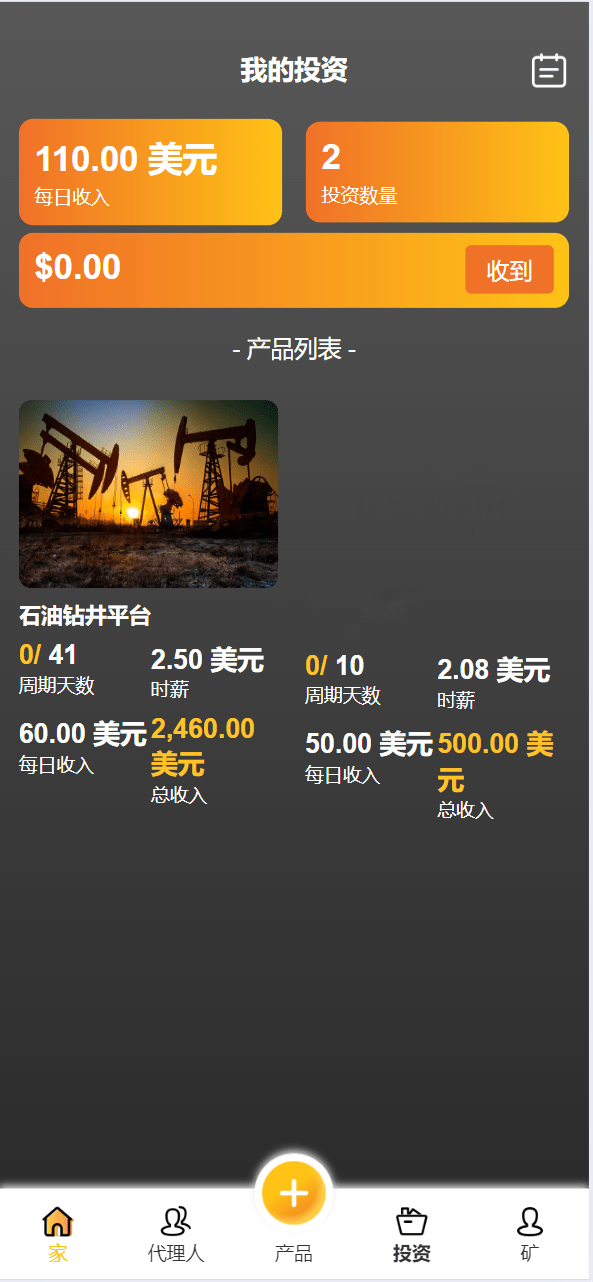 我的投资
110.00 美元
每日收入
2
投资数量
$0.00
收到
- 产品列表 -
石油钻井平台
0/ 41
周期天数
2.50 美元
时薪
60.00 美元
每日收入
2,460.00
美元
总收入
0/ 10
周期天数
2.08 美元
时薪
50.00 美元
每日收入
500.00 美
元
总收入
家
代理人
产品
投资
矿